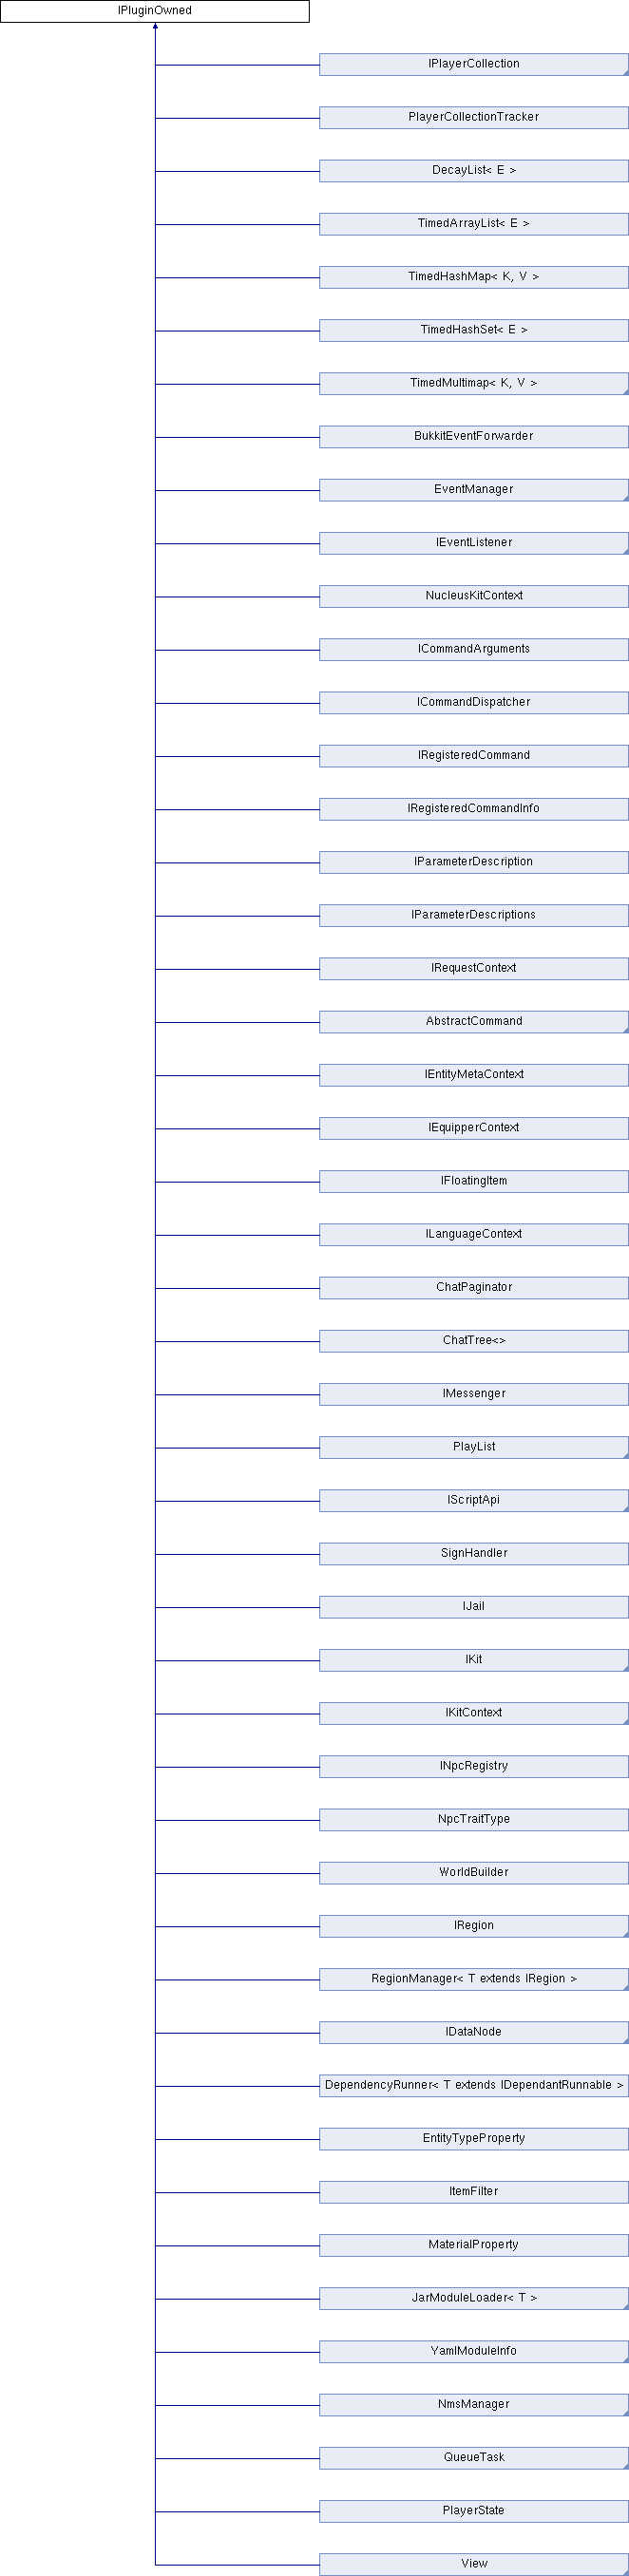 IPluginOwned
IPlayerCollection
PlayerCollectionTracker
DecayList< E >
TimedArrayList< E >
TimedHashMap< K, V >
TimedHashSet< E >
TimedMultimap< K, V >
BukkitEventForwarder
EventManager
IEventListener
NucleusKitContext
ICommandArguments
ICommandDispatcher
IRegisteredCommand
IRegisteredCommandInfo
IParameterDescription
IParameterDescriptions
IRequestContext
AbstractCommand
IEntityMetaContext
IEquipperContext
IFloatingItem
ILanguageContext
ChatPaginator
ChatTree<>
IMessenger
PlayList
IScriptApi
SignHandler
IJail
IKit
IKitContext
INpcRegistry
NpcTraitType
WorldBuilder
IRegion
RegionManager< T extends IRegion >
IDataNode
DependencyRunner< T extends IDependantRunnable >
EntityTypeProperty
ItemFilter
MaterialProperty
JarModuleLoader< T >
YamlModuleInfo
NmsManager
QueueTask
PlayerState
View